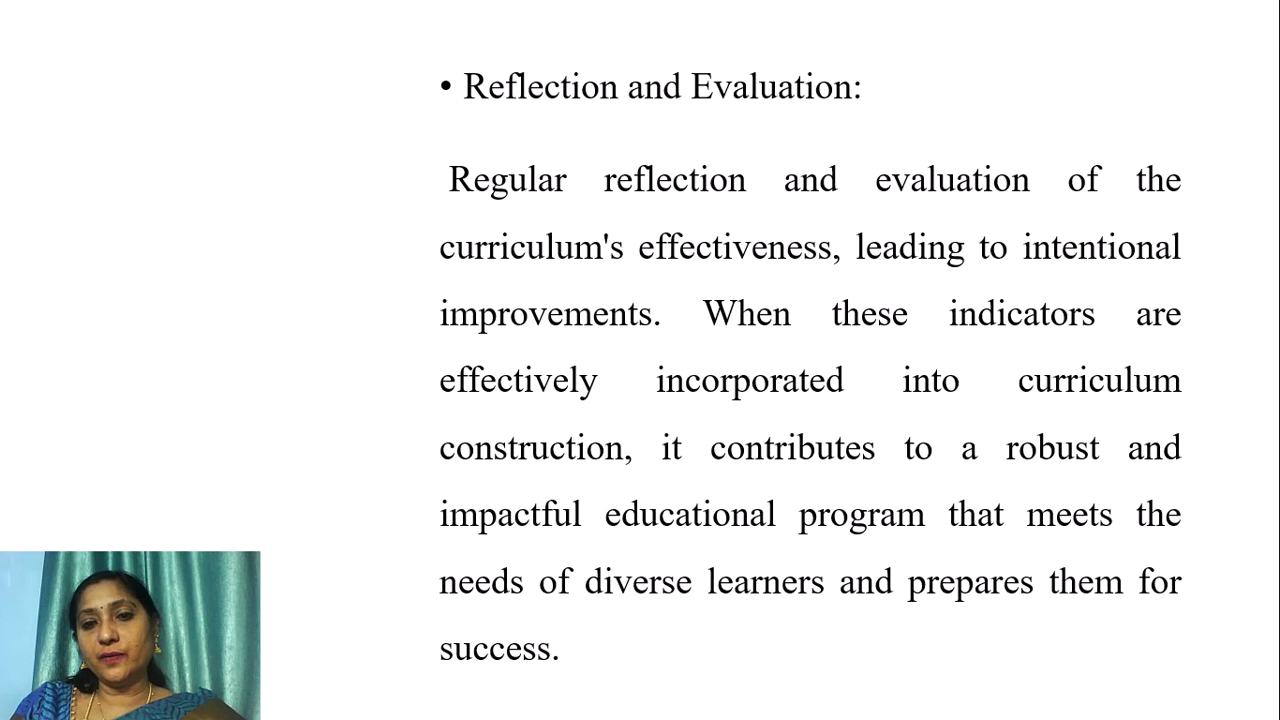 • Reflection and Evaluation:
Regular reflection and evaluation of the
curriculum's effectiveness, leading to intentional
improvements. When these indicators are
effectively incorporated into curriculum
construction, it contributes to a robust and
impactful educational program that meets the
needs of diverse learners and prepares them for
success.